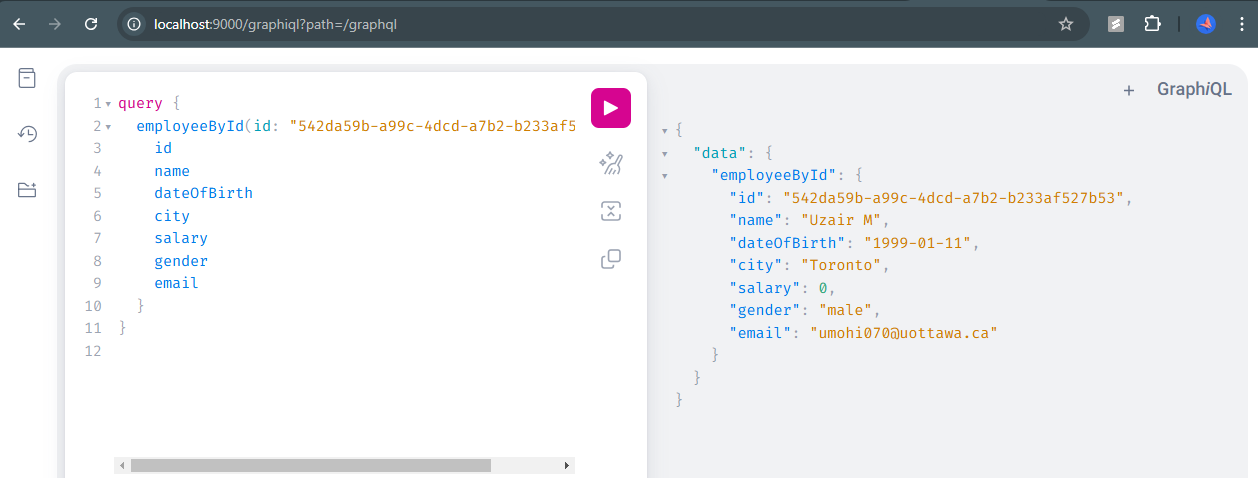 localhost:9000/graphiql?path=/graphql
1 query {
2 employeeById(id: "542da59b-a99c-4dcd-a7b2-b233af5
3 id
4 name
5 dateOfBirth
6 city
7 salary
8 gender
9 email
10 }
11 }
12
+ GraphiQL
{
"data": {
"employeeById": {
"id": "542da59b-a99c-4dcd-a7b2-b233af527b53",
"name": "Uzair M",
"dateOfBirth": "1999-01-11",
"city": "Toronto",
"salary": 0,
"gender": "male",
"email": "umohi070@uottawa.ca"
}
}
}